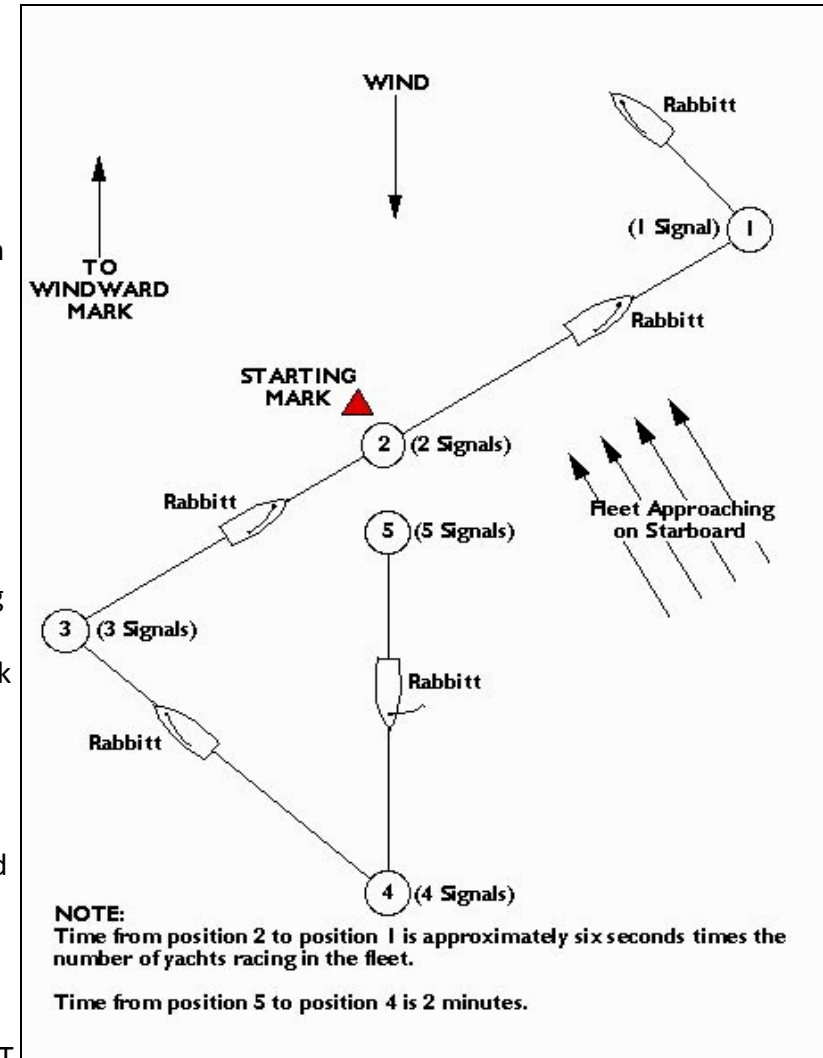 WIND
Rabbitt
(1 Signal) 1
TO
WINDWARD
MARK
Rabbitt
STARTING
MARK
2 (2 Signals)
Rabbitt
Fleet Approaching
on Starboard
5 (5 Signals)
3 (3 Signals)
Rabbitt
Rabbitt
4 (4 Signals)
NOTE:
Time from position 2 to position 1 is approximately six seconds times the
number of yachts racing in the fleet.
Time from position 5 to position 4 is 2 minutes.